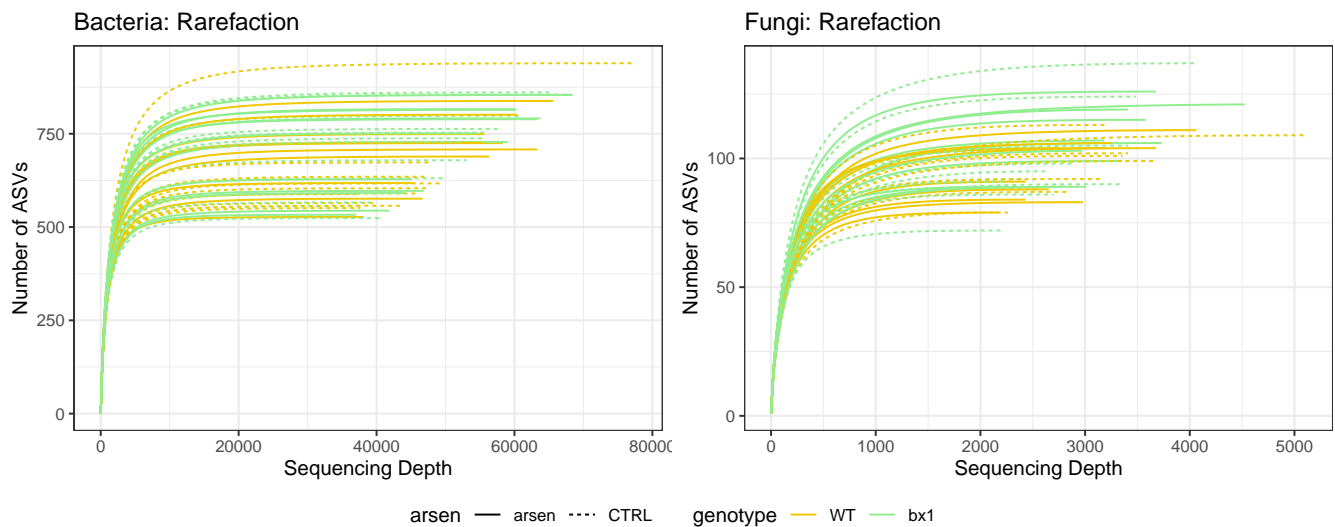 Bacteria: Rarefaction
Number of ASVs
750
500
250
0
0 20000 40000 60000 80000
Sequencing Depth
Fungi: Rarefaction
Number of ASVs
100
50
0
0 1000 2000 3000 4000 5000
Sequencing Depth
arsen arsen CTRL genotype WT bx1